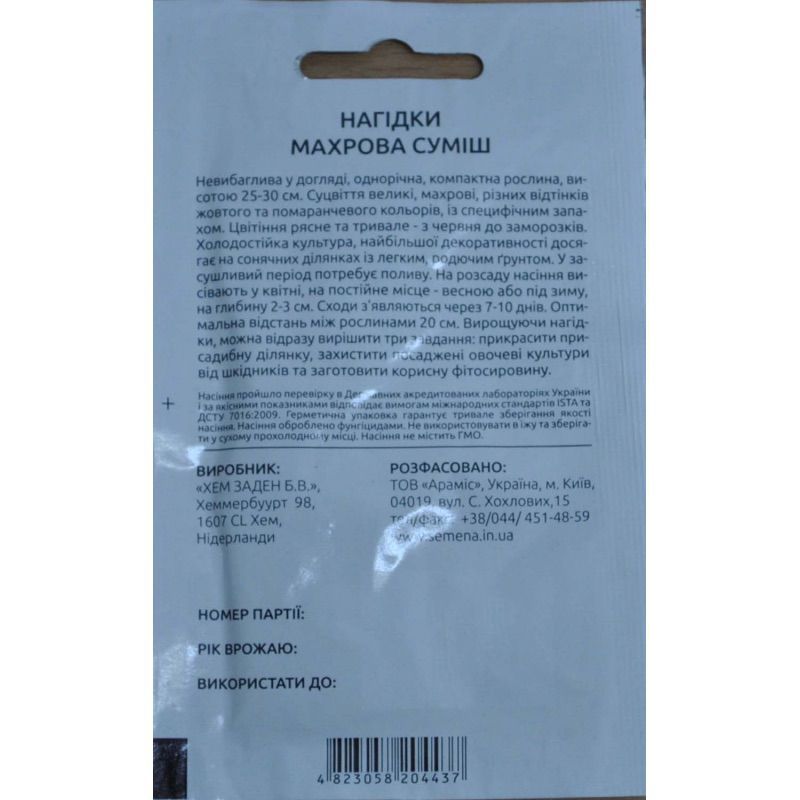 НАГІДКИ
МАХРОВА СУМІШ
Невибаглива у догляді, однорічна, компактна рослина, ви-
сотою 25-30 см. Суцвіття великі, махрові, різних відтінків
жовтого та помаранчевого кольорів, із специфічним запа-
хом. Цвітіння рясне та тривале - з червня до заморозків.
Холодостійка культура, найбільшої декоративності дося-
гає на сонячних ділянках із легким, родючим ґрунтом. У за-
сушливий період потребує поливу. На розсаду насіння ви-
сівають у квітні, на постійне місце - весною або під зиму,
на глибину 2-3 см. Сходи з'являються через 7-10 днів. Опти-
мальна відстань між рослинами 20 см. Вирощуючи нагід-
ки, можна відразу вирішити три завдання: прикрасити при-
садибну ділянку, захистити посаджені овочеві культури
від шкідників та заготовити корисну фітосировину.
Насіння пройшло перевірку в Державних акредитованих лабораторіях України
і за якісними показниками відповідає вимогам міжнародних стандартів ISTA та
ДСТУ 7016:2009. Герметична упаковка гарантує тривале зберігання якості
насіння. Насіння оброблено фунгіцидами. Не використовувати в їжу та зберіга-
ти у сухому прохолодному місці. Насіння не містить ГМО.
ВИРОБНИК:
«ХЕМ ЗАДЕН Б.В.»,
Хеммербуурт 98,
1607 CL Хем,
Нідерланди
РОЗФАСОВАНО:
ТОВ «Араміс», Україна, м. Київ,
04019, вул. С. Хохлових,15
тел/факс: +38/044/ 451-48-59
www.semena.in.ua
НОМЕР ПАРТІЇ:
РІК ВРОЖАЮ:
ВИКОРИСТАТИ ДО:
4 823058 204437